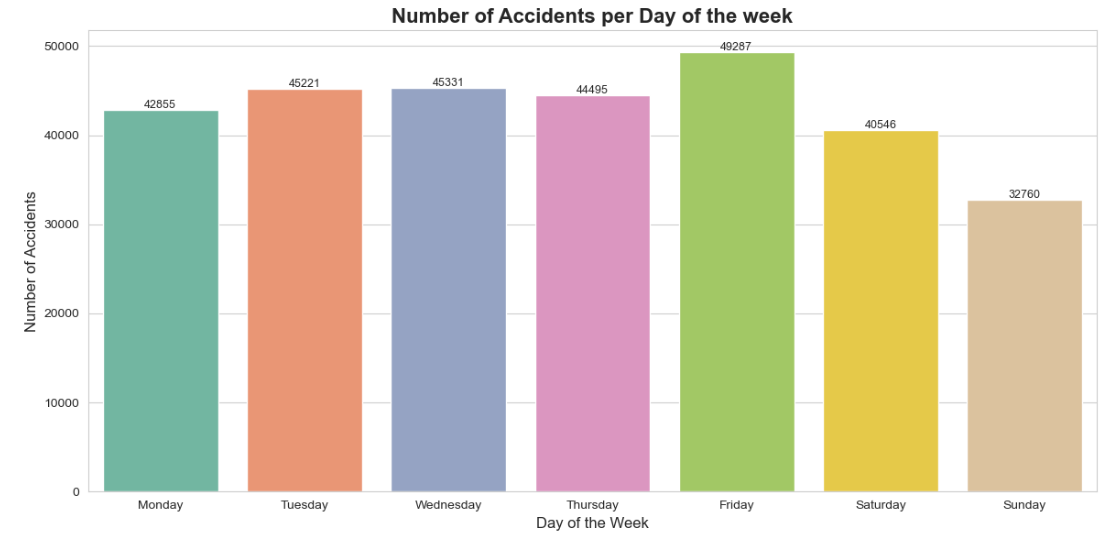 Number of Accidents per Day of the week
50000
40000
30000
20000
10000
0
Number of Accidents
42855
45221
45331
44495
49287
40546
32760
Monday
Tuesday
Wednesday
Thursday
Friday
Saturday
Sunday
Day of the Week